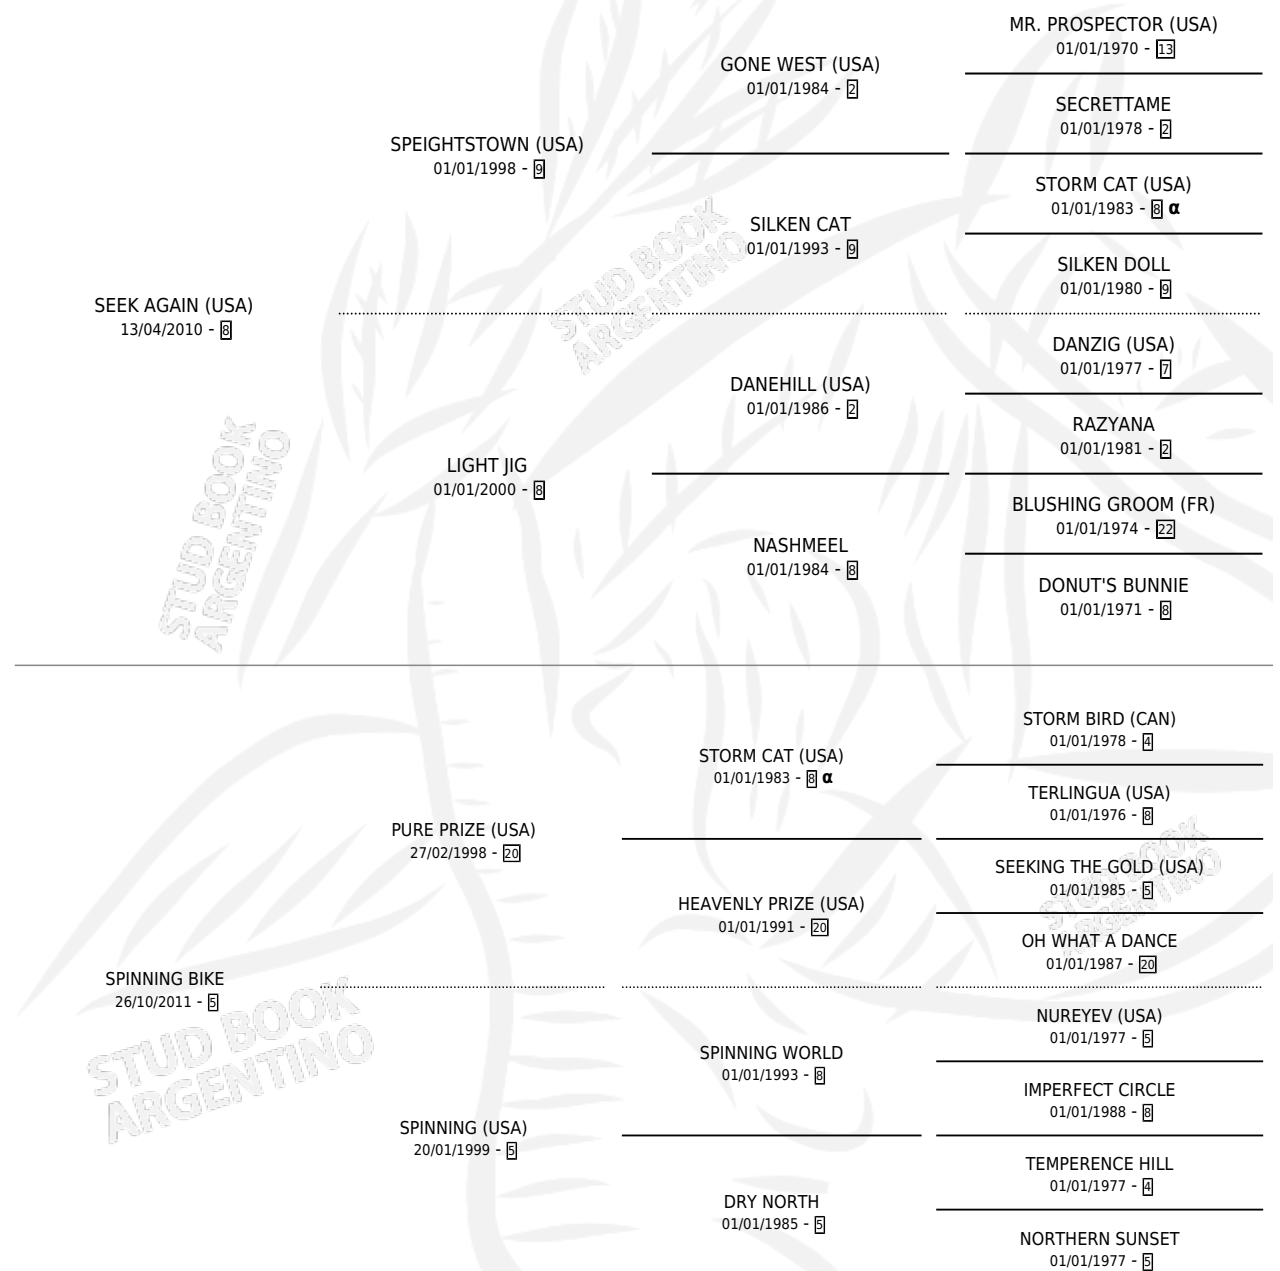 MR. PROSPECTOR (USA)
01/01/1970 - 13
GONE WEST (USA)
01/01/1984 - 2
SECRETTAME
01/01/1978 - 2
SPEIGHTSTOWN (USA)
01/01/1998 - 9
STORM CAT (USA)
01/01/1983 - 8 α
SILKEN CAT
01/01/1993 - 9
SILKEN DOLL
01/01/1980 - 9
STUD BOOK
ARGENTINO
SEEK AGAIN (USA)
13/04/2010 - 8
DANZIG (USA)
01/01/1977 - 7
DANEHILL (USA)
01/01/1986 - 2
RAZYANA
01/01/1981 - 2
LIGHT JIG
01/01/2000 - 8
BLUSHING GROOM (FR)
01/01/1974 - 22
NASHMEEL
01/01/1984 - 8
DONUT'S BUNNIE
01/01/1971 - 8
STUD BOOK
ARGENTINO
STORM BIRD (CAN)
01/01/1978 - 4
STORM CAT (USA)
01/01/1983 - 8 α
TERLINGUA (USA)
01/01/1976 - 8
PURE PRIZE (USA)
27/02/1998 - 20
SEEKING THE GOLD (USA)
01/01/1985 - 5
HEAVENLY PRIZE (USA)
01/01/1991 - 20
OH WHAT A DANCE
01/01/1987 - 20
STUD BOOK
ARGENTINO
SPINNING BIKE
26/10/2011 - 5
NUREYEV (USA)
01/01/1977 - 5
SPINNING WORLD
01/01/1993 - 8
IMPERFECT CIRCLE
01/01/1988 - 8
STUD BOOK
ARGENTINO
SPINNING (USA)
20/01/1999 - 5
TEMPERENCE HILL
01/01/1977 - 4
DRY NORTH
01/01/1985 - 5
NORTHERN SUNSET
01/01/1977 - 5